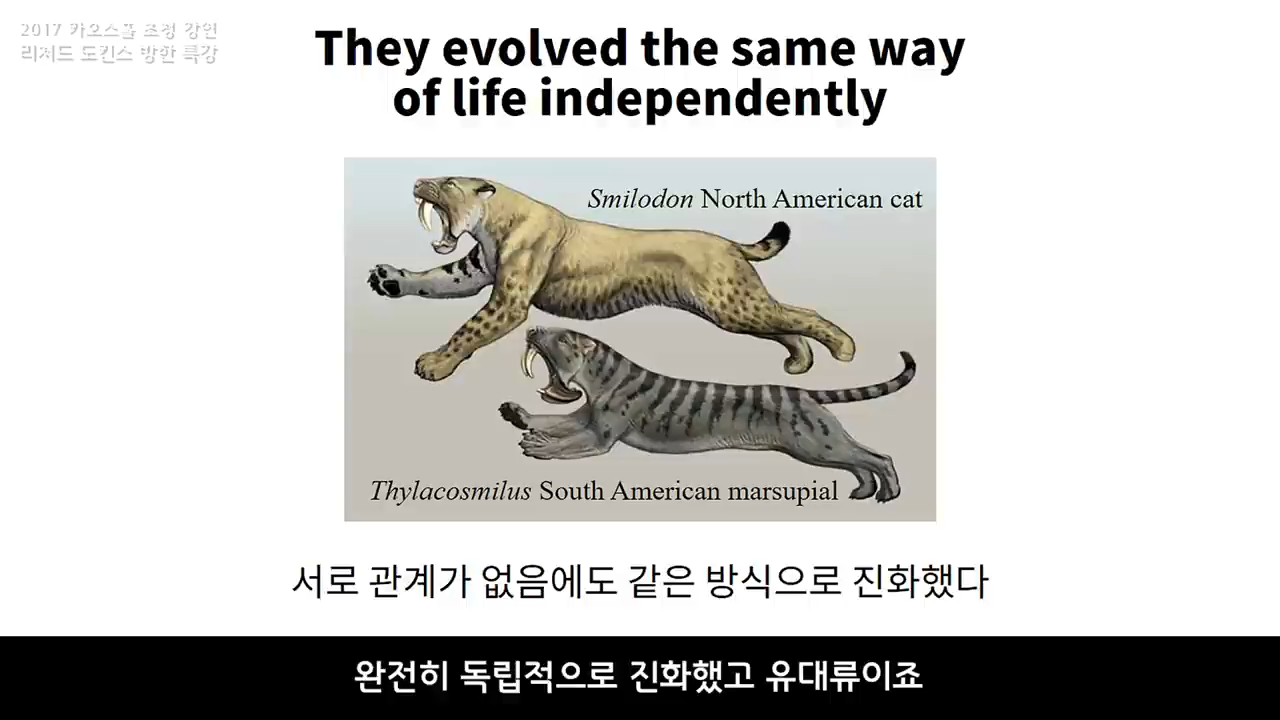 2017 카오스홀 초청 강연
리처드 도킨스 방한 특강
They evolved the same way
of life independently
Smilodon North American cat
Thylacosmilus South American marsupial
서로 관계가 없음에도 같은 방식으로 진화했다
완전히 독립적으로 진화했고 유대류이죠